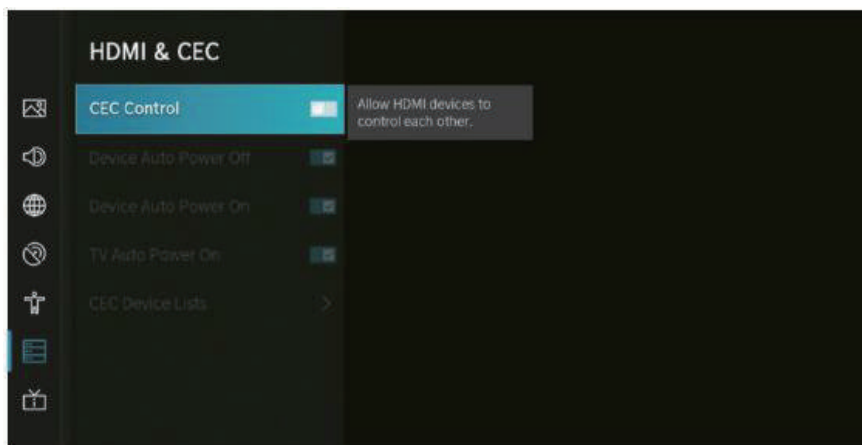 HDMI & CEC
CEC Control
Allow HDMI devices to
control each other.
Device Auto Power Off
Device Auto Power On
TV Auto Power On
CEC Device Lists